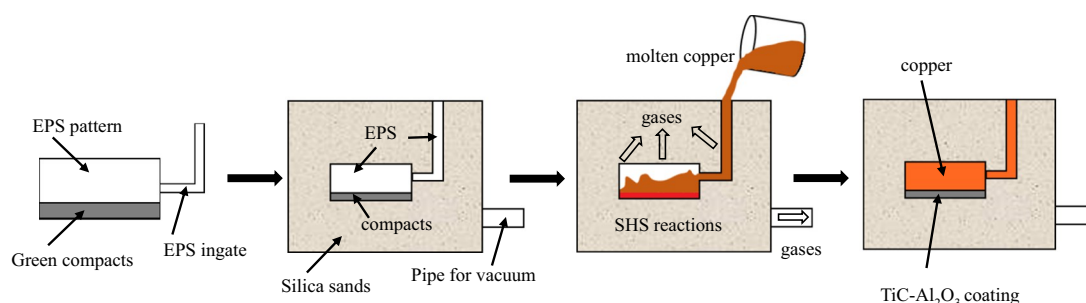 EPS pattern
Green compacts
EPS ingate
EPS
compacts
Silica sands
Pipe for vacuum
molten copper
gases
SHS reactions
gases
copper
TiC-Al₂O₃ coating